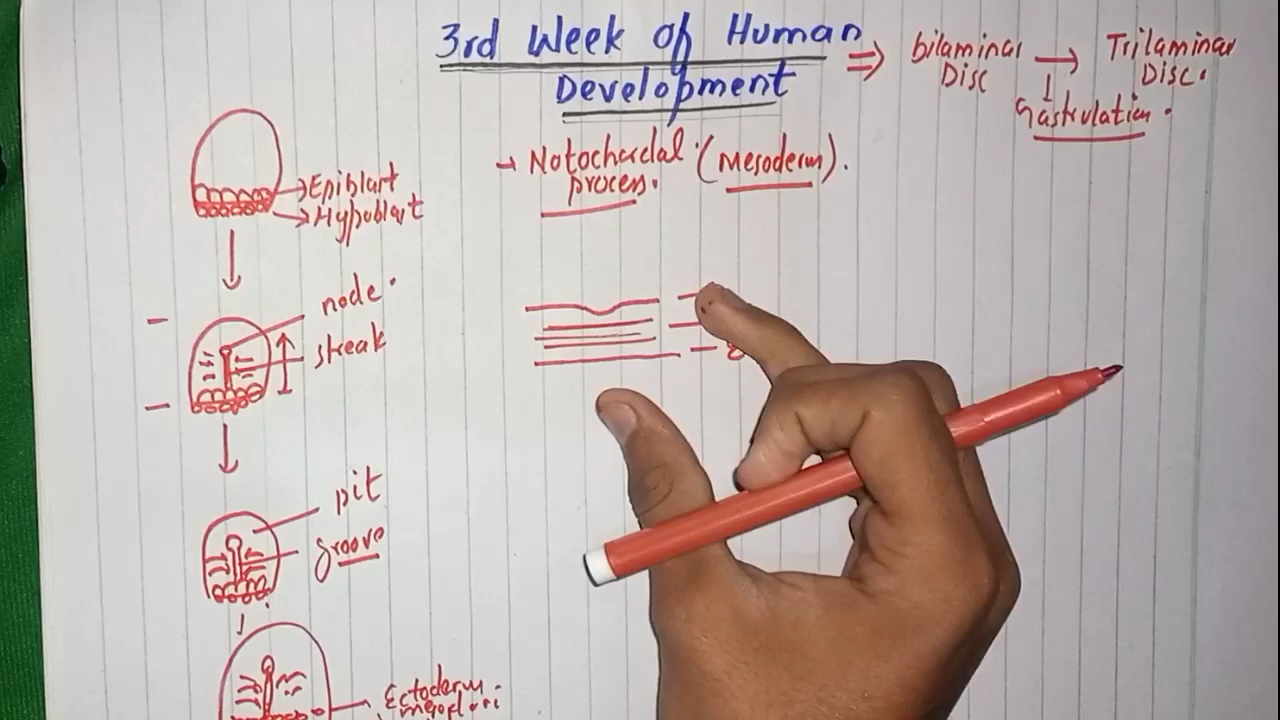 3rd Week of Human
Development
⇒ bilaminar
Disc
→ Trilaminar
Disc.
↓
Gastrulation.
→ Notochordal
process.
(Mesoderm).
→ Epiblast
→ Hypoblast
node.
streak
pit
groove
Ectoderm